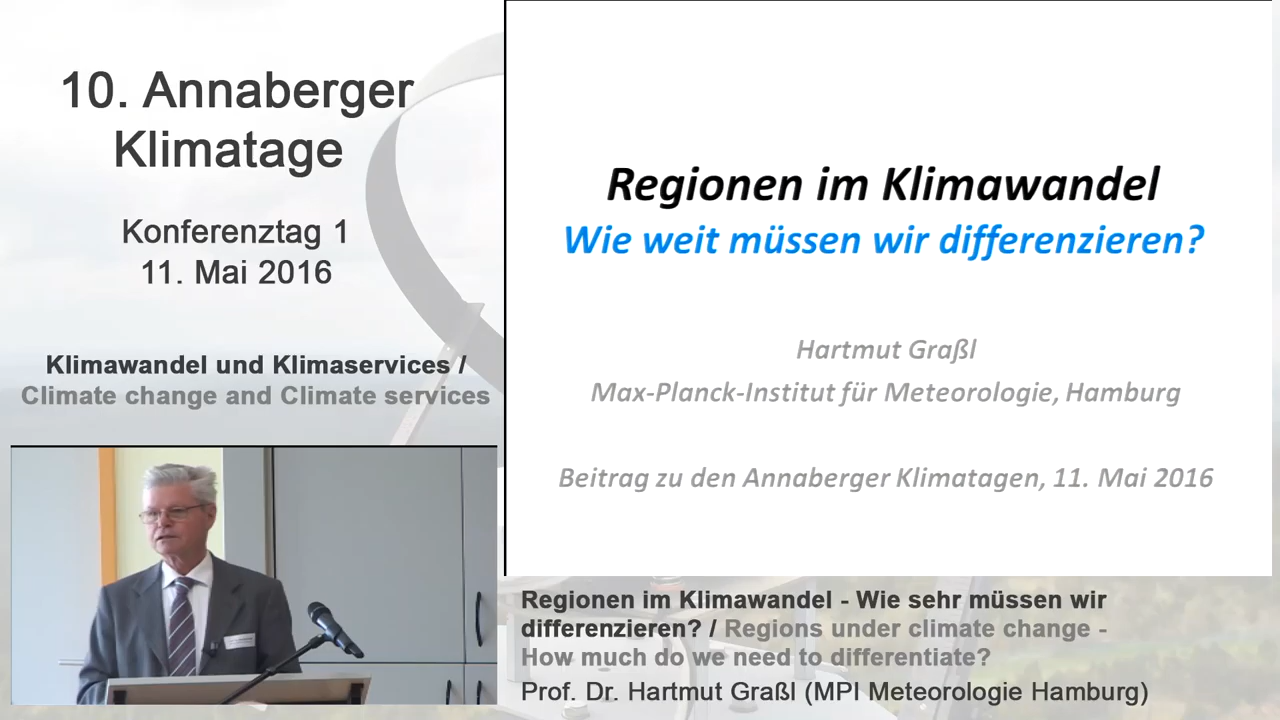 10. Annaberger
Klimatage
Konferenztag 1
11. Mai 2016
Klimawandel und Klimaservices /
Climate change and Climate services
Regionen im Klimawandel
Wie weit müssen wir differenzieren?
Hartmut Graßl
Max-Planck-Institut für Meteorologie, Hamburg
Beitrag zu den Annaberger Klimatagen, 11. Mai 2016
Regionen im Klimawandel - Wie sehr müssen wir
differenzieren? / Regions under climate change -
How much do we need to differentiate?
Prof. Dr. Hartmut Graßl (MPI Meteorologie Hamburg)